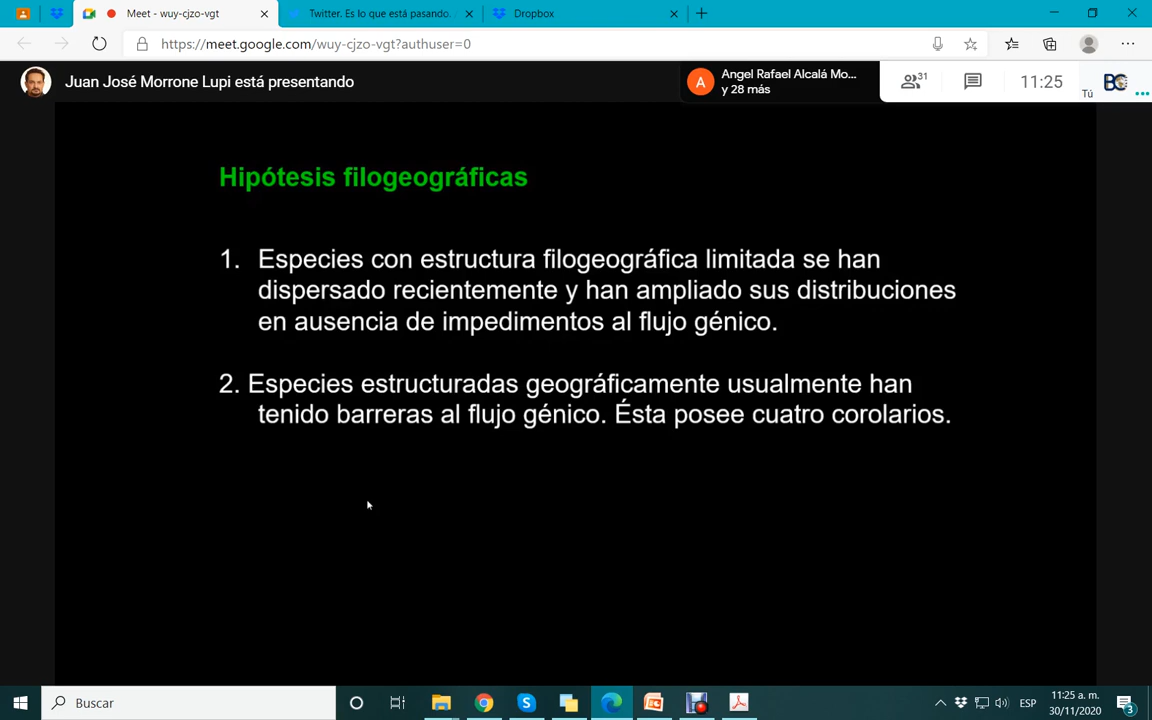 Meet - wuy-cjzo-vgt
Twitter. Es lo que está pasando.
Dropbox
https://meet.google.com/wuy-cjzo-vgt?authuser=0
Juan José Morrone Lupi está presentando
A
Angel Rafael Alcalá Mo...
y 28 más
31
11:25
Tú
BC
Hipótesis filogeográficas
1. Especies con estructura filogeográfica limitada se han
dispersado recientemente y han ampliado sus distribuciones
en ausencia de impedimentos al flujo génico.
2. Especies estructuradas geográficamente usualmente han
tenido barreras al flujo génico. Ésta posee cuatro corolarios.
Buscar
ESP
11:25 a. m.
30/11/2020
3